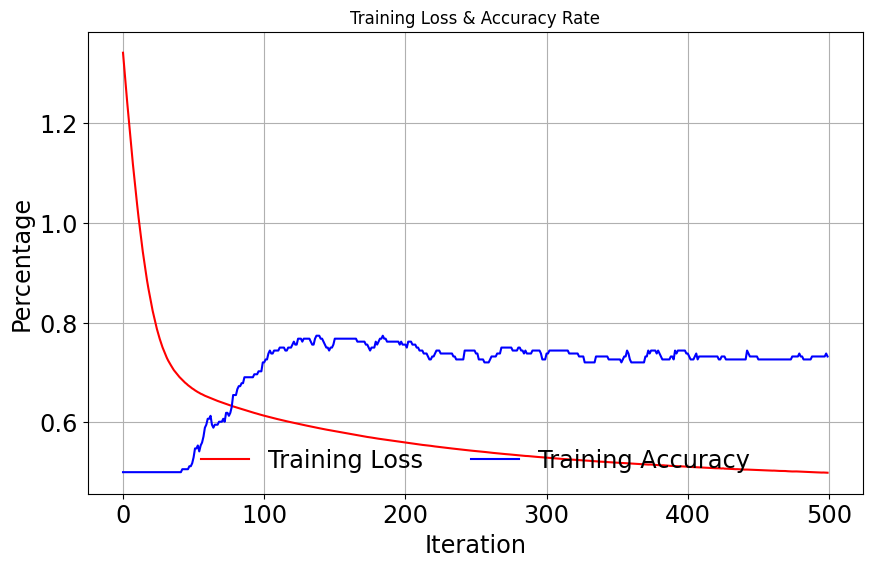 Training Loss & Accuracy Rate
Percentage
1.2
1.0
0.8
0.6
Training Loss
Training Accuracy
0 100 200 300 400 500
Iteration